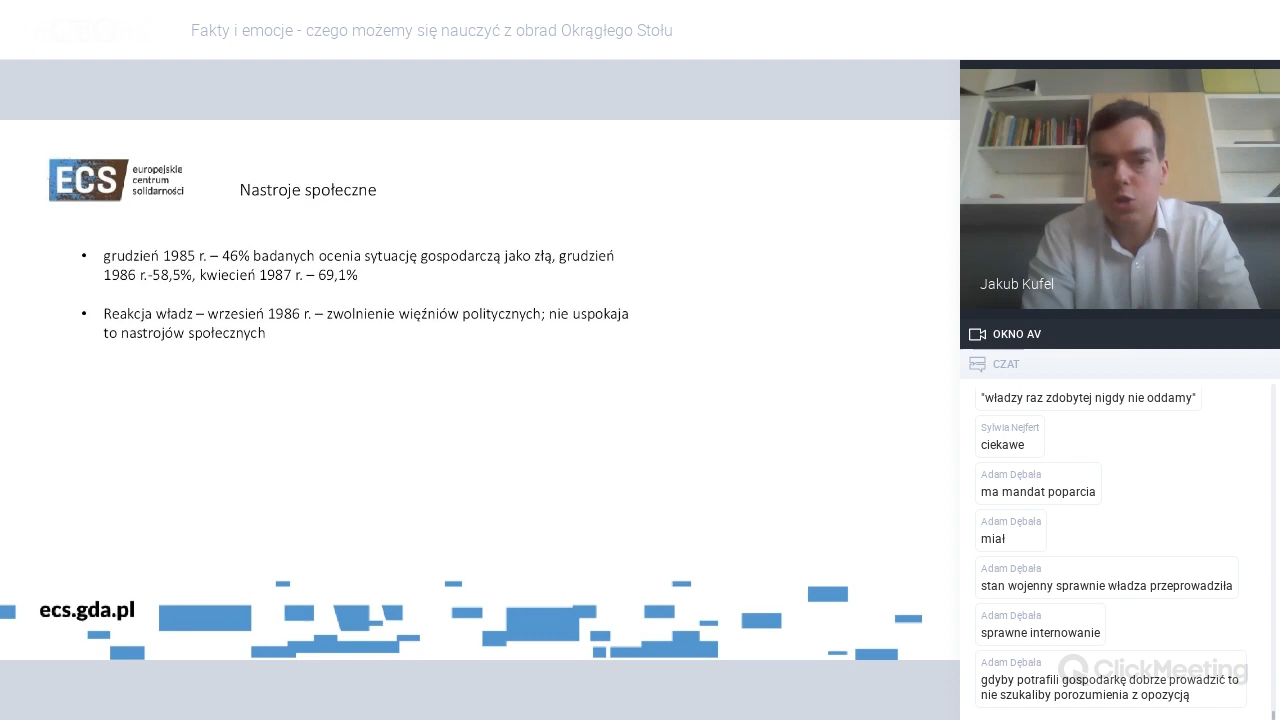 Fakty i emocje - czego możemy się nauczyć z obrad Okrągłego Stołu
ECS
europejskie
centrum
solidarności
Nastroje społeczne
• grudzień 1985 r. – 46% badanych ocenia sytuację gospodarczą jako złą, grudzień
1986 r.-58,5%, kwiecień 1987 r. – 69,1%
• Reakcja władz – wrzesień 1986 r. – zwolnienie więźniów politycznych; nie uspokaja
to nastrojów społecznych
ecs.gda.pl
Jakub Kufel
OKNO AV
CZAT
"władzy raz zdobytej nigdy nie oddamy"
Sylwia Nejfert
ciekawe
Adam Dębała
ma mandat poparcia
Adam Dębała
miał
Adam Dębała
stan wojenny sprawnie władza przeprowadziła
Adam Dębała
sprawne internowanie
Adam Dębała
gdyby potrafili gospodarkę dobrze prowadzić to
nie szukaliby porozumienia z opozycją
ClickMeeting